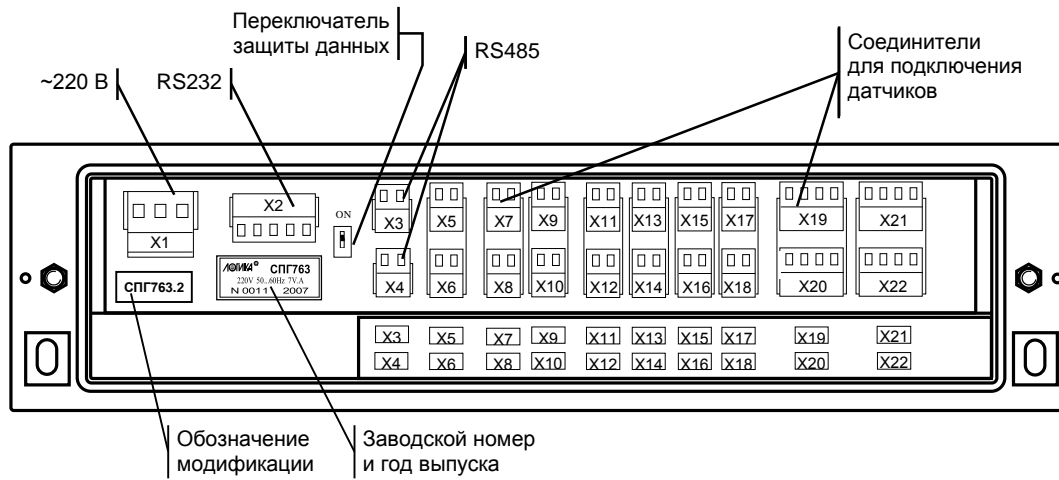 Переключатель
защиты данных
RS485
Соединители
для подключения
датчиков
~220 В
RS232
X1
X2
ON
X3
X5
X7
X9
X11
X13
X15
X17
X19
X21
X4
X6
X8
X10
X12
X14
X16
X18
X20
X22
СПГ763.2
ЛОГИКА® СПГ763
220V 50..60Hz 7V.A
N 0011 2007
X3 X5 X7 X9 X11 X13 X15 X17 X19 X21
X4 X6 X8 X10 X12 X14 X16 X18 X20 X22
Обозначение
модификации
Заводской номер
и год выпуска